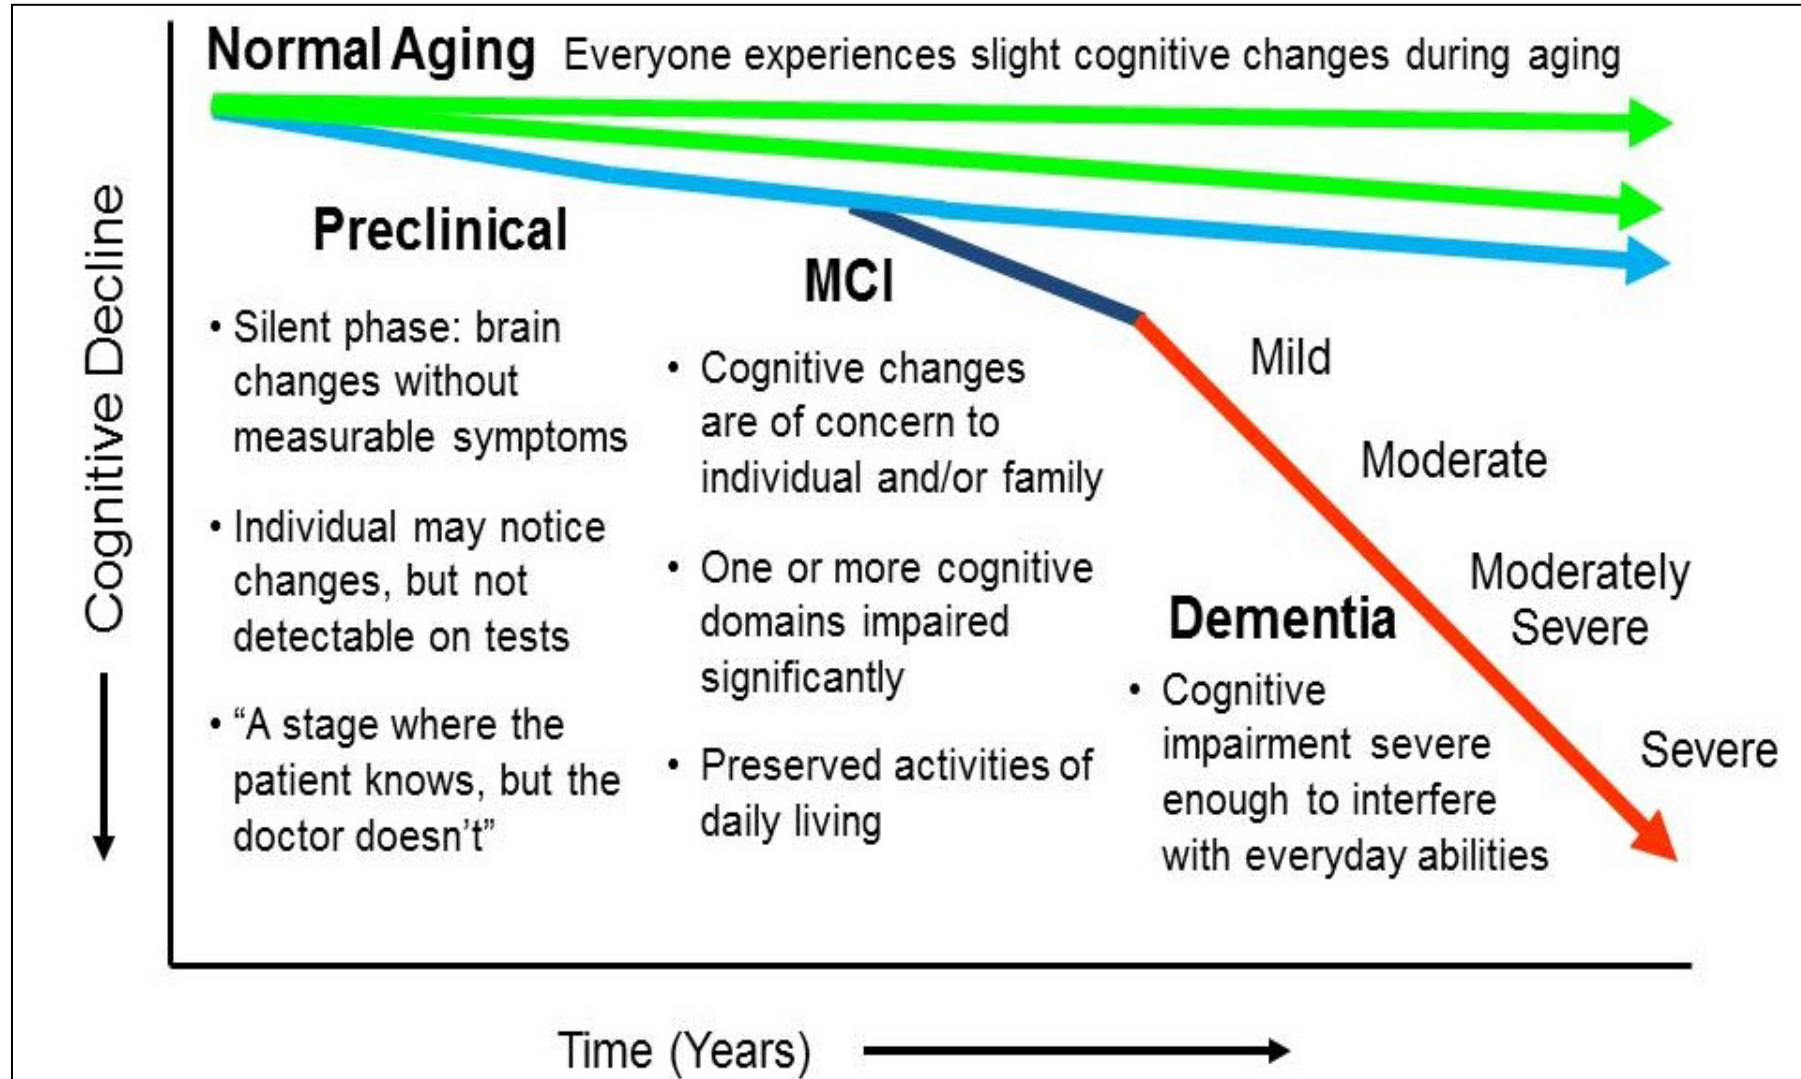 Normal Aging Everyone experiences slight cognitive changes during aging
Cognitive Decline
Preclinical
• Silent phase: brain
changes without
measurable symptoms
• Individual may notice
changes, but not
detectable on tests
• “A stage where the
patient knows, but the
doctor doesn’t”
MCI
• Cognitive changes
are of concern to
individual and/or family
• One or more cognitive
domains impaired
significantly
• Preserved activities of
daily living
Dementia
• Cognitive
impairment severe
enough to interfere
with everyday abilities
Mild
Moderate
Moderately
Severe
Severe
Time (Years)